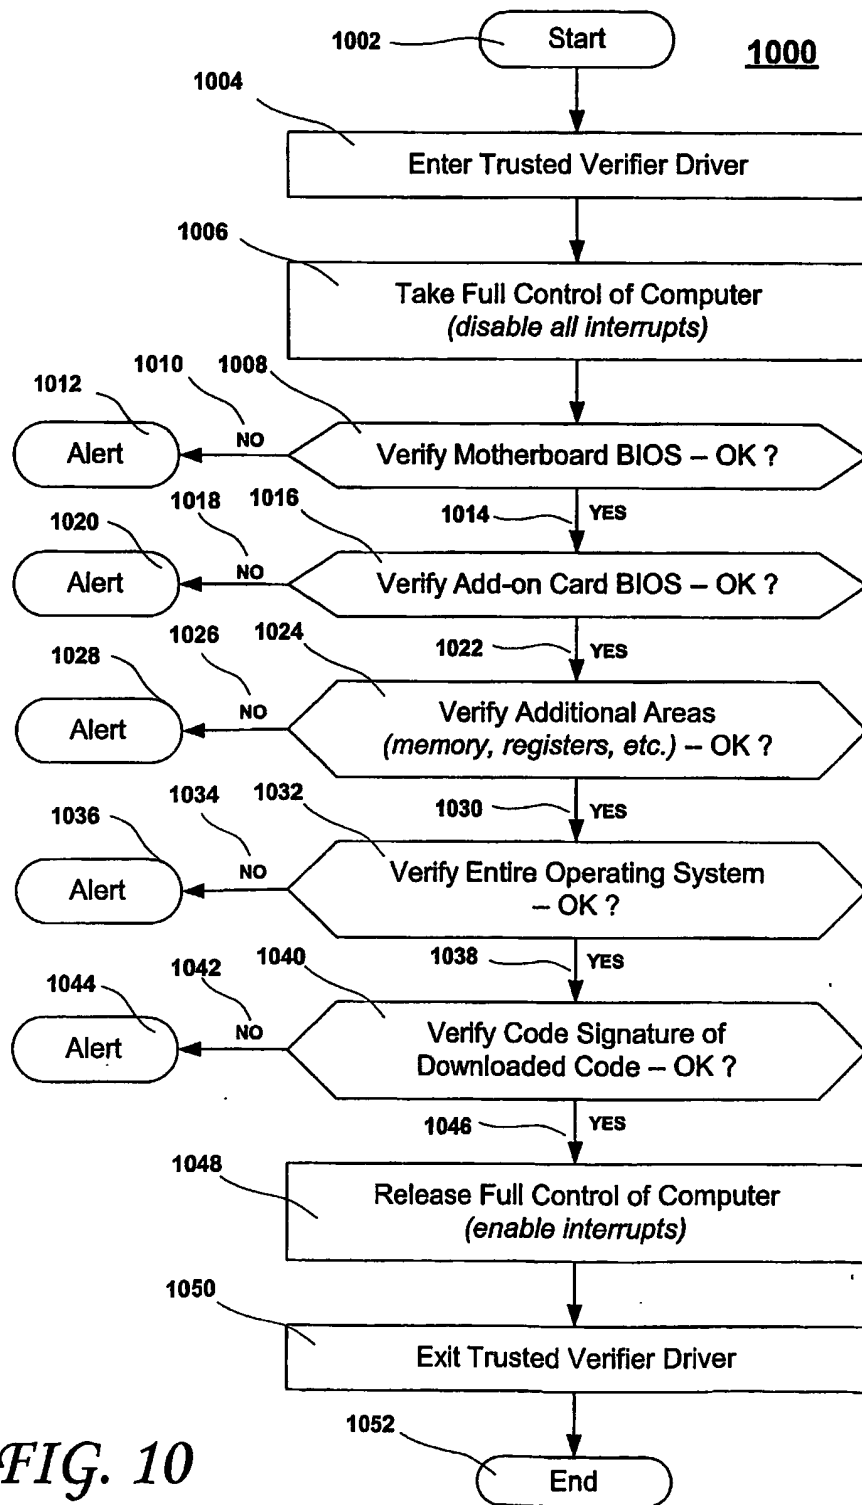 1002
Start
1000
1004
Enter Trusted Verifier Driver
1006
Take Full Control of Computer
(disable all interrupts)
1008
1010
1012
Alert
NO
Verify Motherboard BIOS – OK ?
1014
YES
1016
1018
1020
Alert
NO
Verify Add-on Card BIOS – OK ?
1022
YES
1024
1026
1028
Alert
NO
Verify Additional Areas
(memory, registers, etc.) – OK ?
1030
YES
1032
1034
1036
Alert
NO
Verify Entire Operating System
– OK ?
1038
YES
1040
1042
1044
Alert
NO
Verify Code Signature of
Downloaded Code – OK ?
1046
YES
1048
Release Full Control of Computer
(enable interrupts)
1050
Exit Trusted Verifier Driver
1052
End
FIG. 10